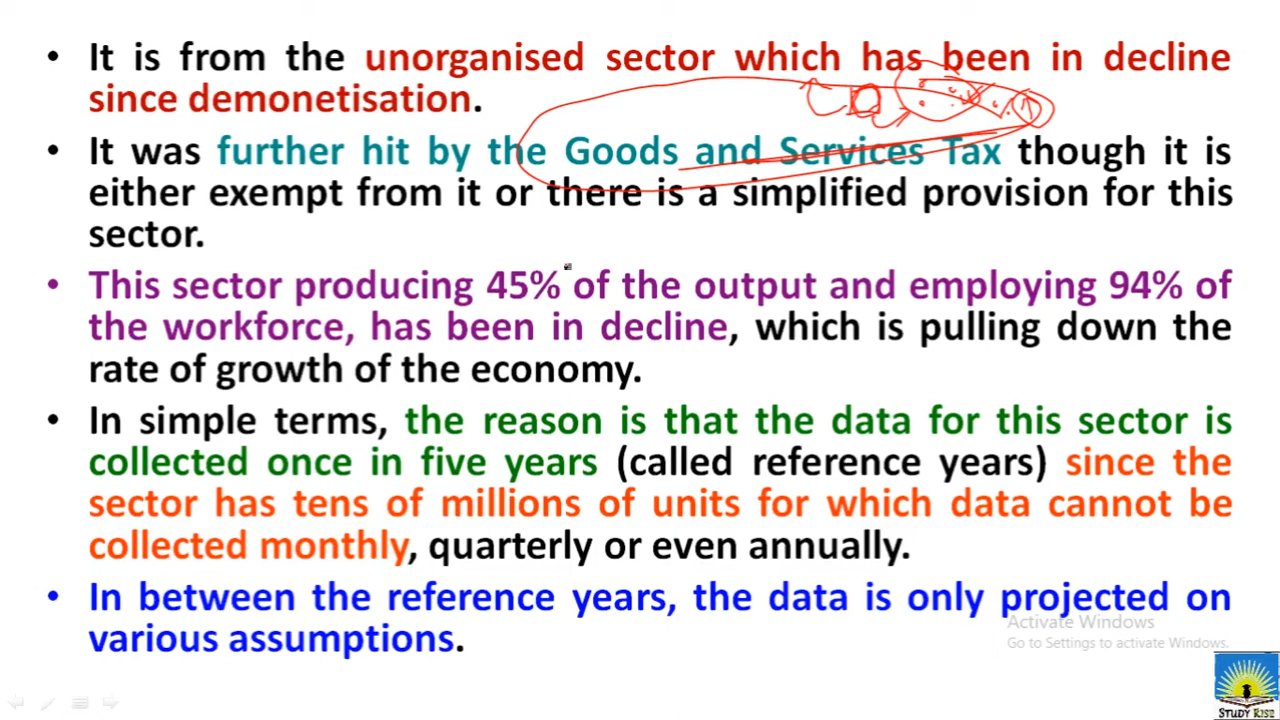 • It is from the unorganised sector which has been in decline
since demonetisation.
• It was further hit by the Goods and Services Tax though it is
either exempt from it or there is a simplified provision for this
sector.
• This sector producing 45% of the output and employing 94% of
the workforce, has been in decline, which is pulling down the
rate of growth of the economy.
• In simple terms, the reason is that the data for this sector is
collected once in five years (called reference years) since the
sector has tens of millions of units for which data cannot be
collected monthly, quarterly or even annually.
• In between the reference years, the data is only projected on
various assumptions.
Activate Windows
Go to Settings to activate Windows.
STUDY RISE